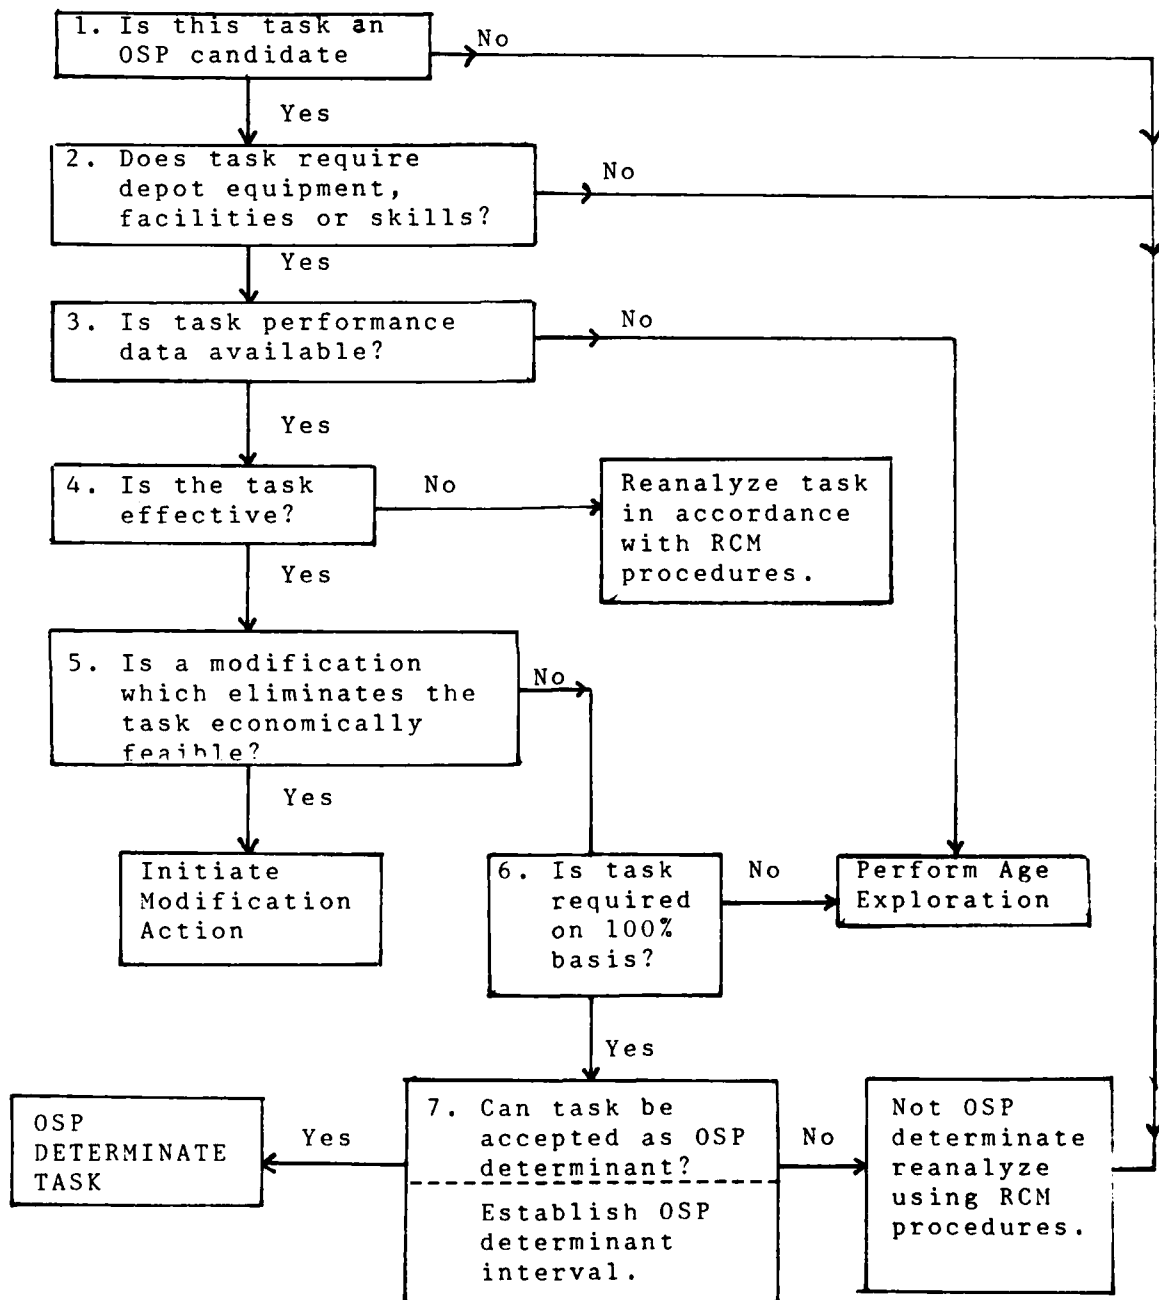 1. Is this task an
OSP candidate
No
Yes
2. Does task require
depot equipment,
facilities or skills?
No
Yes
3. Is task performance
data available?
No
Yes
4. Is the task
effective?
No
Reanalyze task
in accordance
with RCM
procedures.
Yes
5. Is a modification
which eliminates the
task economically
feaible?
No
Yes
Initiate
Modification
Action
6. Is task
required
on 100%
basis?
No
Perform Age
Exploration
Yes
OSP
DETERMINATE
TASK
Yes
7. Can task be
accepted as OSP
determinant?
Establish OSP
determinant
interval.
No
Not OSP
determinate
reanalyze
using RCM
procedures.